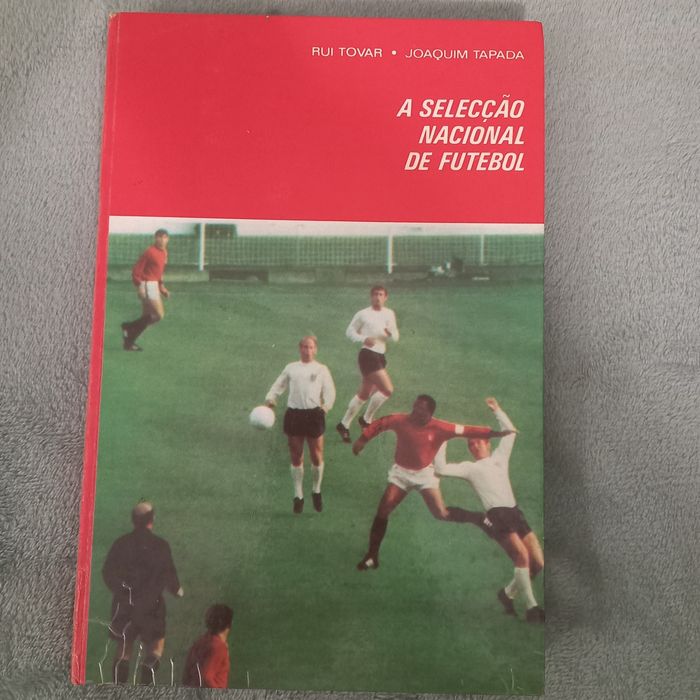 RUI TOVAR • JOAQUIM TAPADA
A SELECÇÃO
NACIONAL
DE FUTEBOL